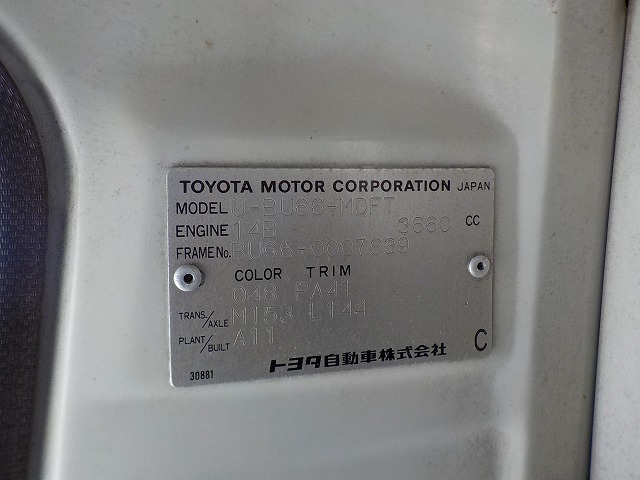 TOYOTA MOTOR CORPORATION JAPAN
MODEL U-BU66-MDFT
ENGINE 14B 3660 CC
FRAME No. BU66-0007639
COLOR TRIM
048 FA41
TRANS./AXLE M153 L144
PLANT/BUILT A11
トヨタ自動車株式会社 C
30881